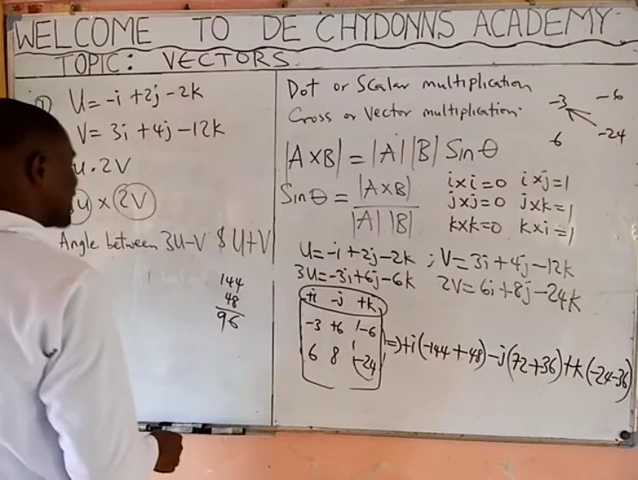 WELCOME TO DE CHYDONNS ACADEMY
TOPIC: VECTORS
U = -i + 2j - 2k
V = 3i + 4j - 12k
u · 2V
u × 2V
Angle between 3U-V & U+V
144
48
96
Dot or Scalar multiplication
Cross or Vector multiplication
-3 -6
6 -24
|A×B| = |A| |B| Sinθ
Sinθ = |A×B| / |A| |B|
i×i=0 i×j=1
j×j=0 j×k=1
k×k=0 k×i=1
U = -i+2j-2k ; V = 3i+4j-12k
3U = -3i+6j-6k 2V = 6i+8j-24k
+i -j +k
-3 +6 -6
6 8 -24
=> +i(-144+48) -j(72+36) +k(-24-36)